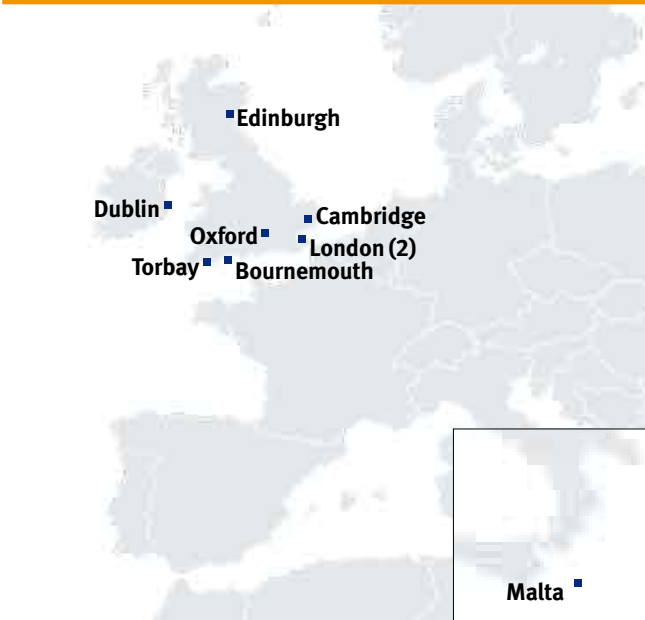 Edinburgh
Dublin
Cambridge
Oxford
London (2)
Torbay
Bournemouth
Malta